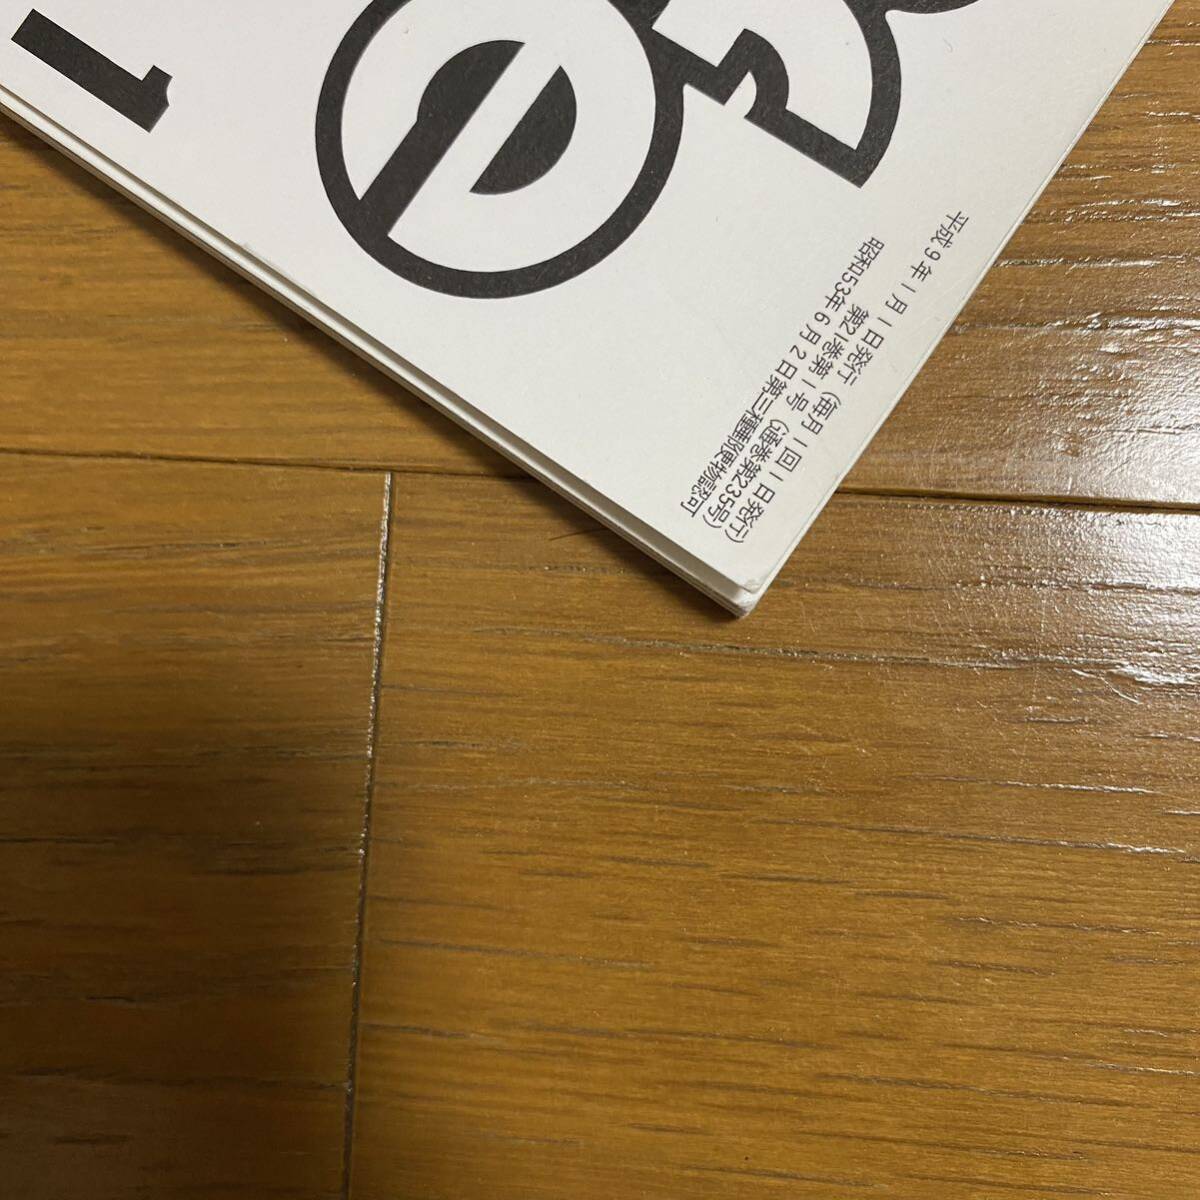 er
1
平成9年1月1日発行（毎月1回1日発行）
第21巻第1号（通巻第235号）
昭和53年6月2日第三種郵便物認可